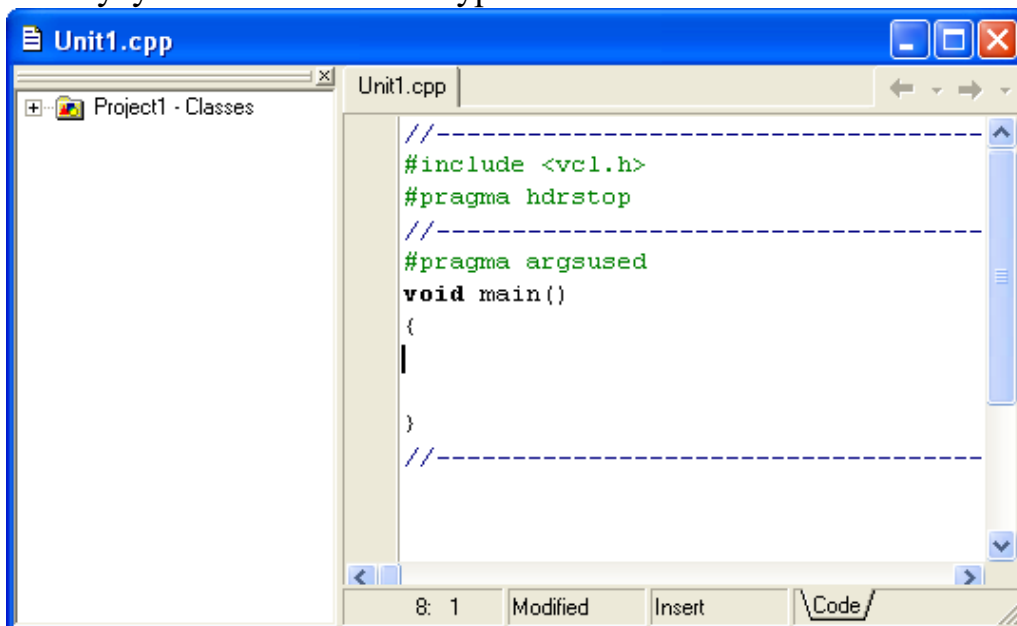 Unit1.cpp
Project1 - Classes
Unit1.cpp
//------------------------------------
#include <vcl.h>
#pragma hdrstop
//------------------------------------
#pragma argsused
void main()
{
}
//------------------------------------
8: 1 Modified Insert \Code/